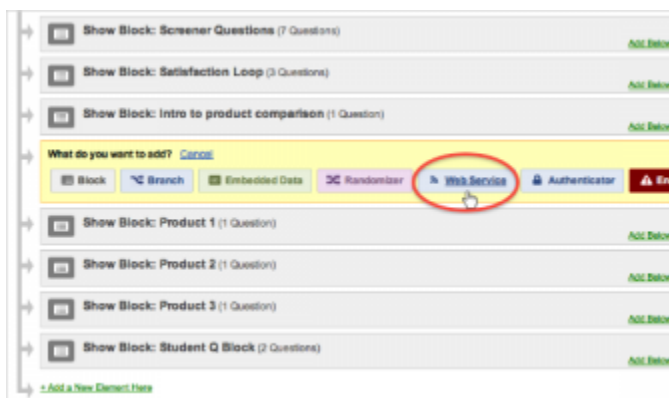 Show Block: Screener Questions (7 Questions)
Add Below
Show Block: Satisfaction Loop (3 Questions)
Add Below
Show Block: Intro to product comparison (1 Question)
Add Below
What do you want to add? Cancel
Block Branch Embedded Data Randomizer Web Service Authenticator En
Show Block: Product 1 (1 Question)
Add Below
Show Block: Product 2 (1 Question)
Add Below
Show Block: Product 3 (1 Question)
Add Below
Show Block: Student Q Block (2 Questions)
Add Below
+ Add a New Element Here